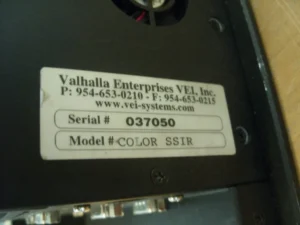 Valhalla Enterprises VEI, Inc.
P: 954-653-0210 - F: 954-653-0215
www.vei-systems.com
Serial # 037050
Model # COLOR SSIR